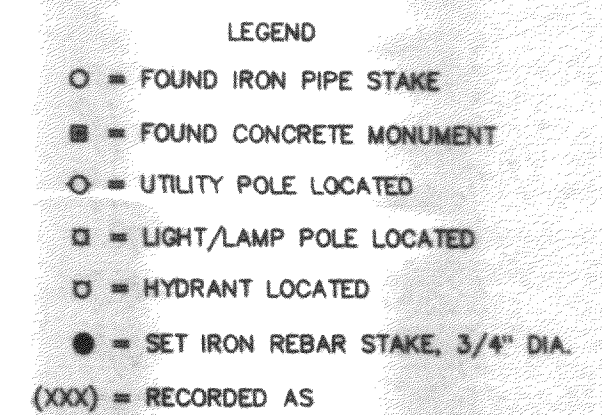 LEGEND
= FOUND IRON PIPE STAKE
= FOUND CONCRETE MONUMENT
= UTILITY POLE LOCATED
= LIGHT/LAMP POLE LOCATED
= HYDRANT LOCATED
= SET IRON REBAR STAKE, 3/4" DIA.
(XXX) = RECORDED AS